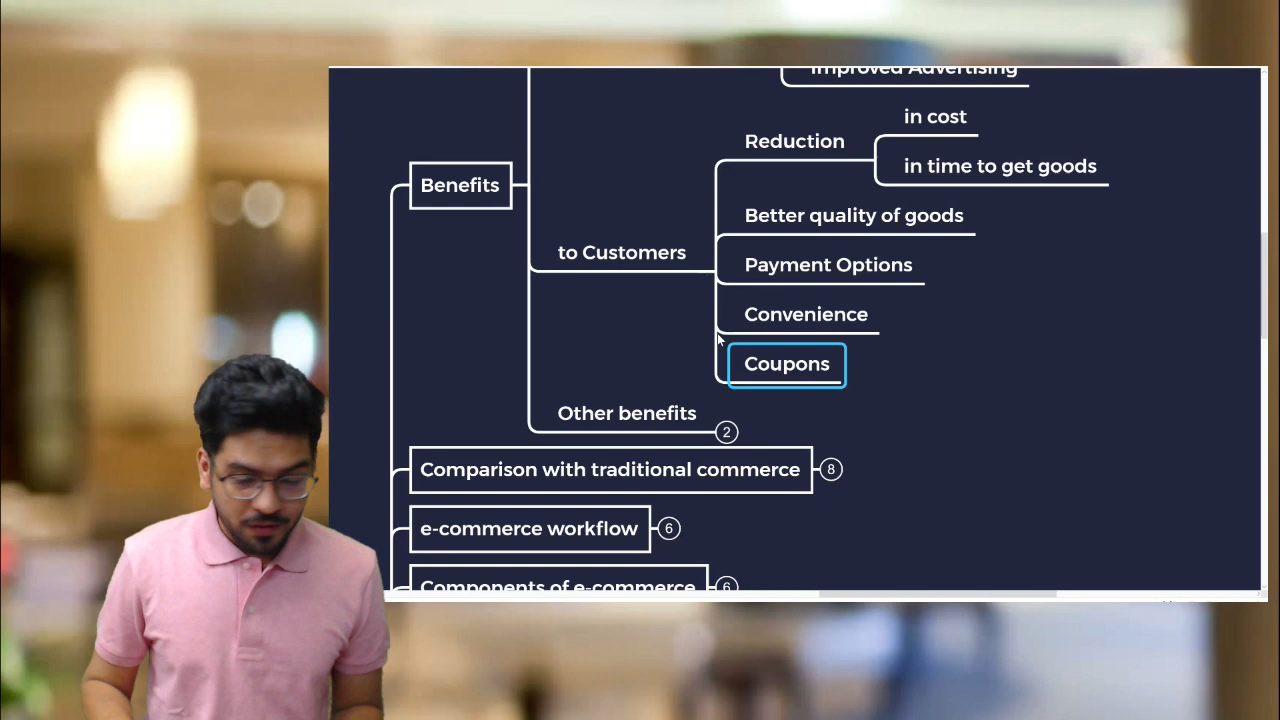 Improved Advertising
in cost
Reduction
in time to get goods
Benefits
Better quality of goods
to Customers
Payment Options
Convenience
Coupons
Other benefits
2
Comparison with traditional commerce
8
e-commerce workflow
6
Components of e-commerce
6